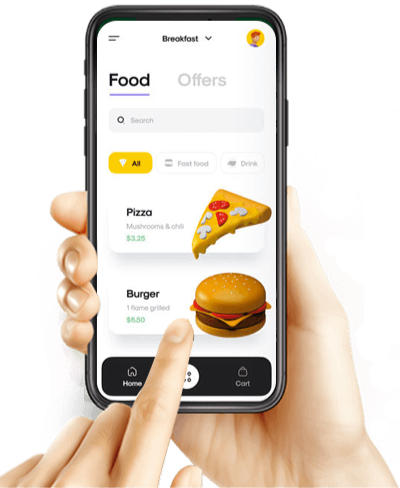 Breakfast
Food Offers
Search
All Fast food Drink
Pizza
Mushrooms & chili
$3.25
Burger
1 flame grilled
$6.50
Home Cart